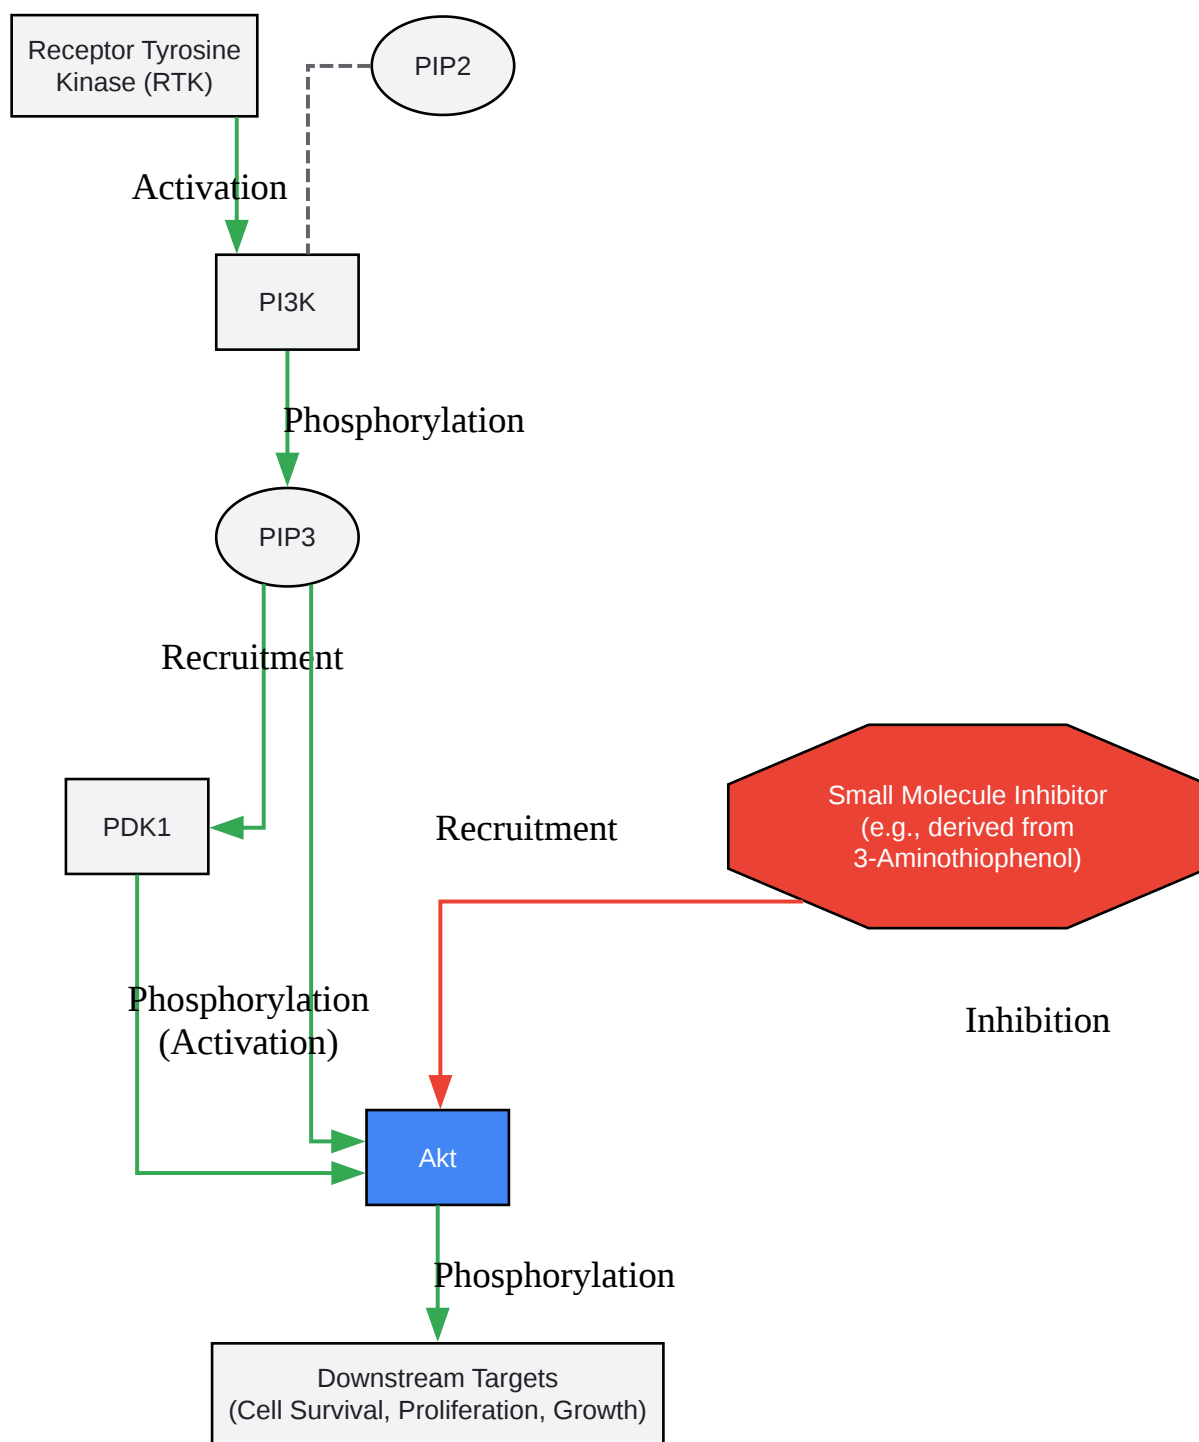 Receptor Tyrosine
Kinase (RTK)
PIP2
Activation
PI3K
Phosphorylation
PIP3
Recruitment
PDK1
Recruitment
Small Molecule Inhibitor
(e.g., derived from
3-Aminothiophenol)
Phosphorylation
(Activation)
Inhibition
Akt
Phosphorylation
Downstream Targets
(Cell Survival, Proliferation, Growth)